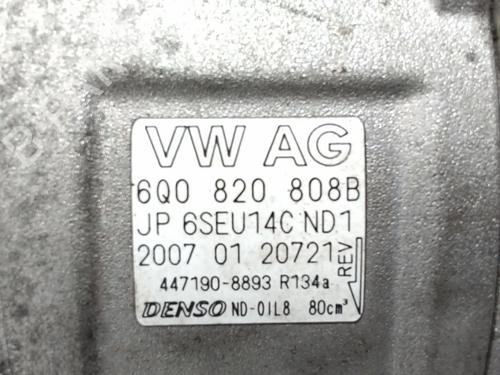 VW AG
6Q0 820 808B
JP 6SEU14C ND1
2007 01 20721
REV
447190-8893 R134a
DENSO ND-OIL8 80cm³